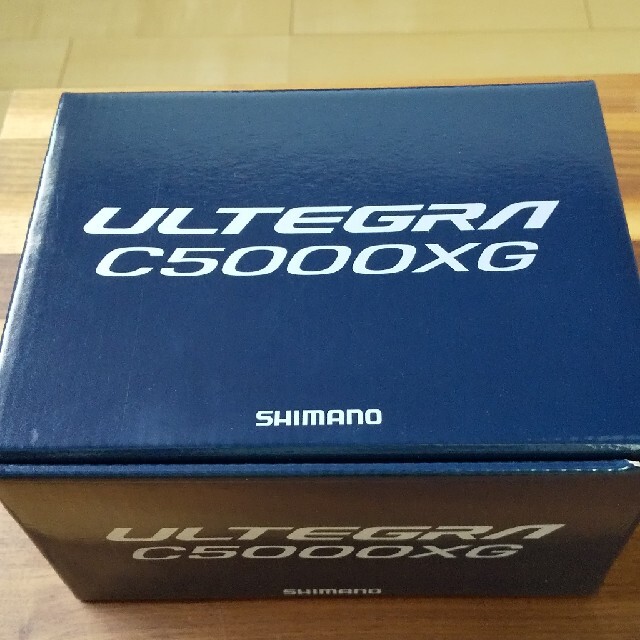 ULTEGRA
C5000XG
SHIMANO
ULTEGRA
C5000XG
SHIMANO